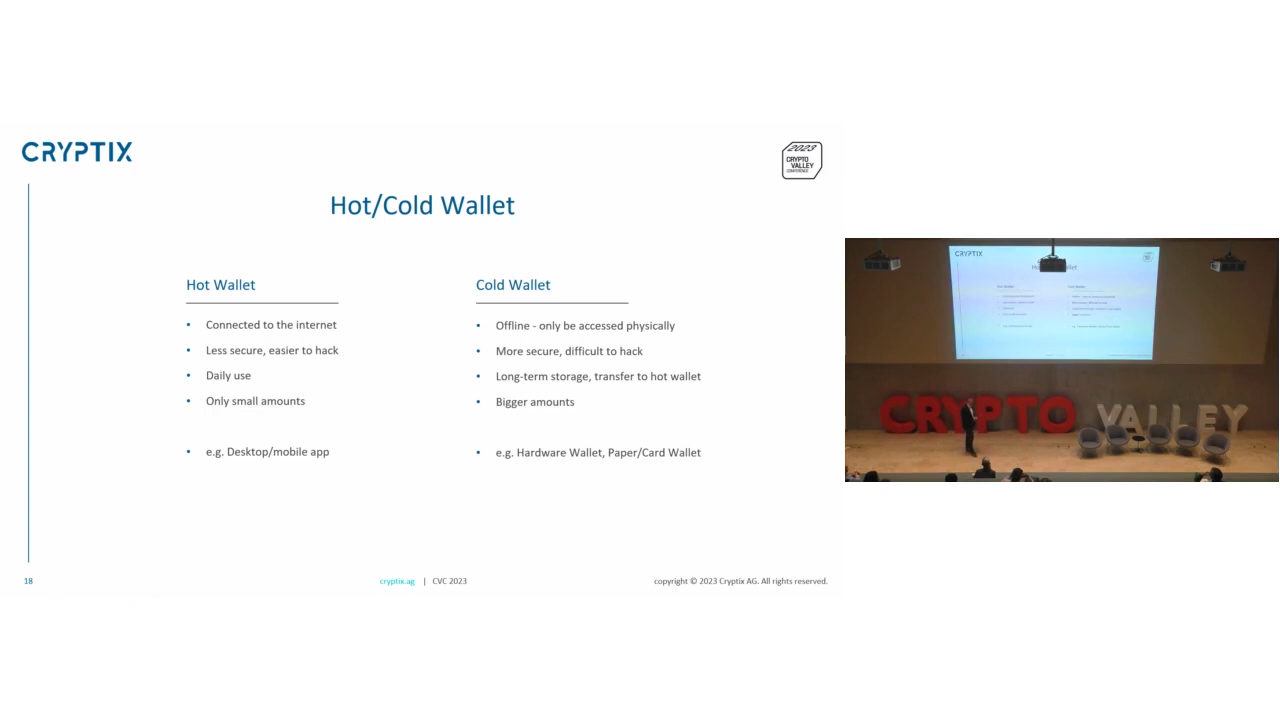 CRYPTIX
2023
CRYPTO
VALLEY
CONFERENCE
Hot/Cold Wallet
Hot Wallet
• Connected to the internet
• Less secure, easier to hack
• Daily use
• Only small amounts
• e.g. Desktop/mobile app
Cold Wallet
• Offline - only be accessed physically
• More secure, difficult to hack
• Long-term storage, transfer to hot wallet
• Bigger amounts
• e.g. Hardware Wallet, Paper/Card Wallet
18
cryptix.ag | CVC 2023
copyright © 2023 Cryptix AG. All rights reserved.
CRYPTIX
CRYPTO VALLEY